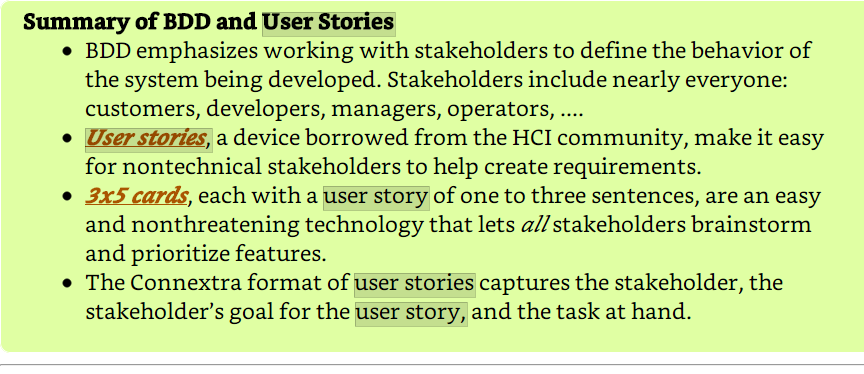 Summary of BDD and User Stories
• BDD emphasizes working with stakeholders to define the behavior of
the system being developed. Stakeholders include nearly everyone:
customers, developers, managers, operators, ....
• User stories, a device borrowed from the HCI community, make it easy
for nontechnical stakeholders to help create requirements.
• 3x5 cards, each with a user story of one to three sentences, are an easy
and nonthreatening technology that lets all stakeholders brainstorm
and prioritize features.
• The Connextra format of user stories captures the stakeholder, the
stakeholder’s goal for the user story, and the task at hand.